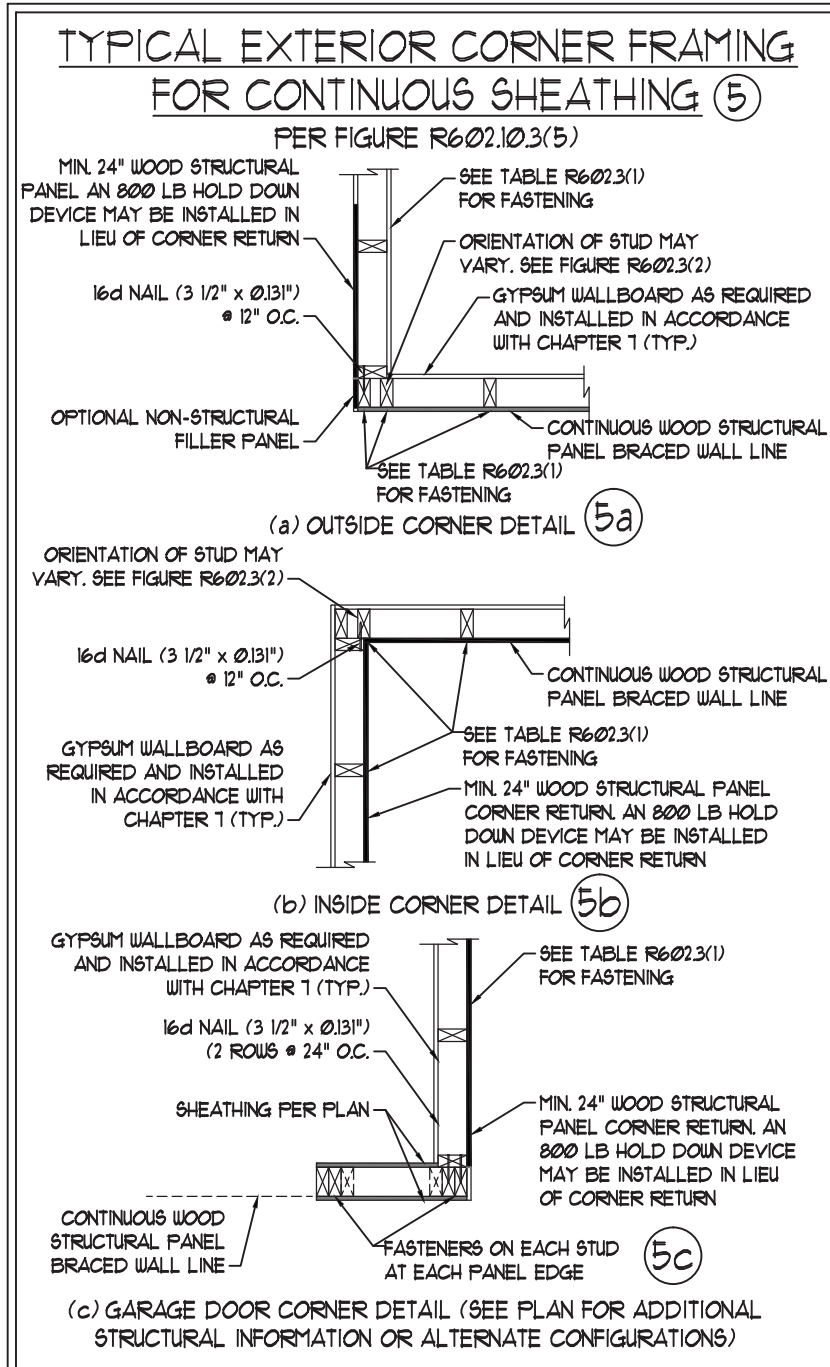 TYPICAL EXTERIOR CORNER FRAMING
FOR CONTINUOUS SHEATHING 5
PER FIGURE R602.10.3(5)
MIN. 24" WOOD STRUCTURAL
PANEL AN 800 LB HOLD DOWN
DEVICE MAY BE INSTALLED IN
LIEU OF CORNER RETURN
16d NAIL (3 1/2" x 0.131")
@ 12" O.C.
OPTIONAL NON-STRUCTURAL
FILLER PANEL
SEE TABLE R602.3(1)
FOR FASTENING
ORIENTATION OF STUD MAY
VARY. SEE FIGURE R602.3(2)
GYPSUM WALLBOARD AS REQUIRED
AND INSTALLED IN ACCORDANCE
WITH CHAPTER 7 (TYP.)
CONTINUOUS WOOD STRUCTURAL
PANEL BRACED WALL LINE
SEE TABLE R602.3(1)
FOR FASTENING
(a) OUTSIDE CORNER DETAIL 5a
ORIENTATION OF STUD MAY
VARY. SEE FIGURE R602.3(2)
16d NAIL (3 1/2" x 0.131")
@ 12" O.C.
GYPSUM WALLBOARD AS
REQUIRED AND INSTALLED
IN ACCORDANCE WITH
CHAPTER 7 (TYP.)
CONTINUOUS WOOD STRUCTURAL
PANEL BRACED WALL LINE
SEE TABLE R602.3(1)
FOR FASTENING
MIN. 24" WOOD STRUCTURAL PANEL
CORNER RETURN. AN 800 LB HOLD
DOWN DEVICE MAY BE INSTALLED
IN LIEU OF CORNER RETURN
(b) INSIDE CORNER DETAIL 5b
GYPSUM WALLBOARD AS REQUIRED
AND INSTALLED IN ACCORDANCE
WITH CHAPTER 7 (TYP.)
16d NAIL (3 1/2" x 0.131")
(2 ROWS @ 24" O.C.
SHEATHING PER PLAN
CONTINUOUS WOOD
STRUCTURAL PANEL
BRACED WALL LINE
SEE TABLE R602.3(1)
FOR FASTENING
MIN. 24" WOOD STRUCTURAL
PANEL CORNER RETURN. AN
800 LB HOLD DOWN DEVICE
MAY BE INSTALLED IN LIEU
OF CORNER RETURN
FASTENERS ON EACH STUD
AT EACH PANEL EDGE
5c
(c) GARAGE DOOR CORNER DETAIL (SEE PLAN FOR ADDITIONAL
STRUCTURAL INFORMATION OR ALTERNATE CONFIGURATIONS)